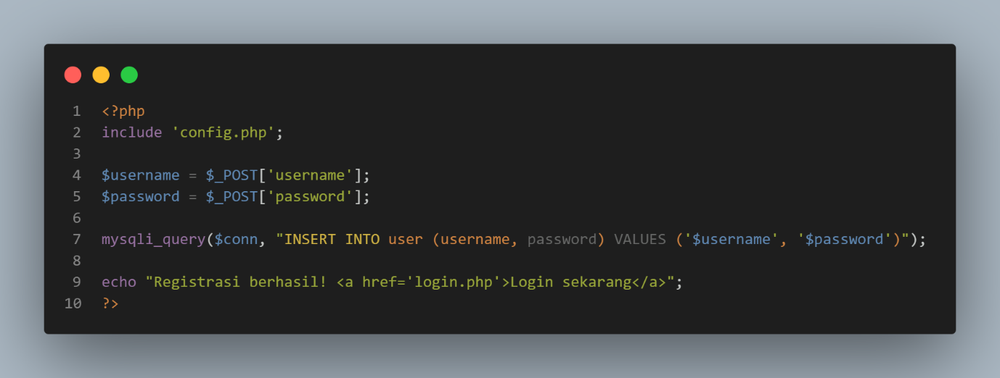 1 <?php
2 include 'config.php';
3
4 $username = $_POST['username'];
5 $password = $_POST['password'];
6
7 mysqli_query($conn, "INSERT INTO user (username, password) VALUES ('$username', '$password')");
8
9 echo "Registrasi berhasil! <a href='login.php'>Login sekarang</a>";
10 ?>